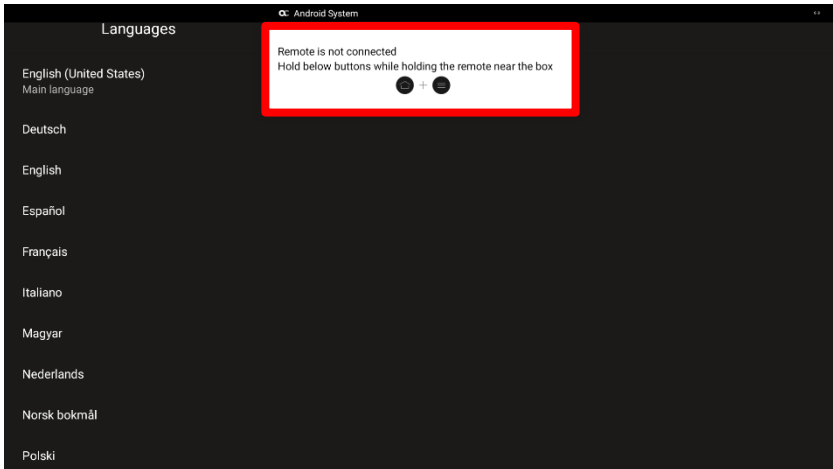 Android System
Languages
Remote is not connected
Hold below buttons while holding the remote near the box
+
English (United States)
Main language
Deutsch
English
Español
Français
Italiano
Magyar
Nederlands
Norsk bokmål
Polski